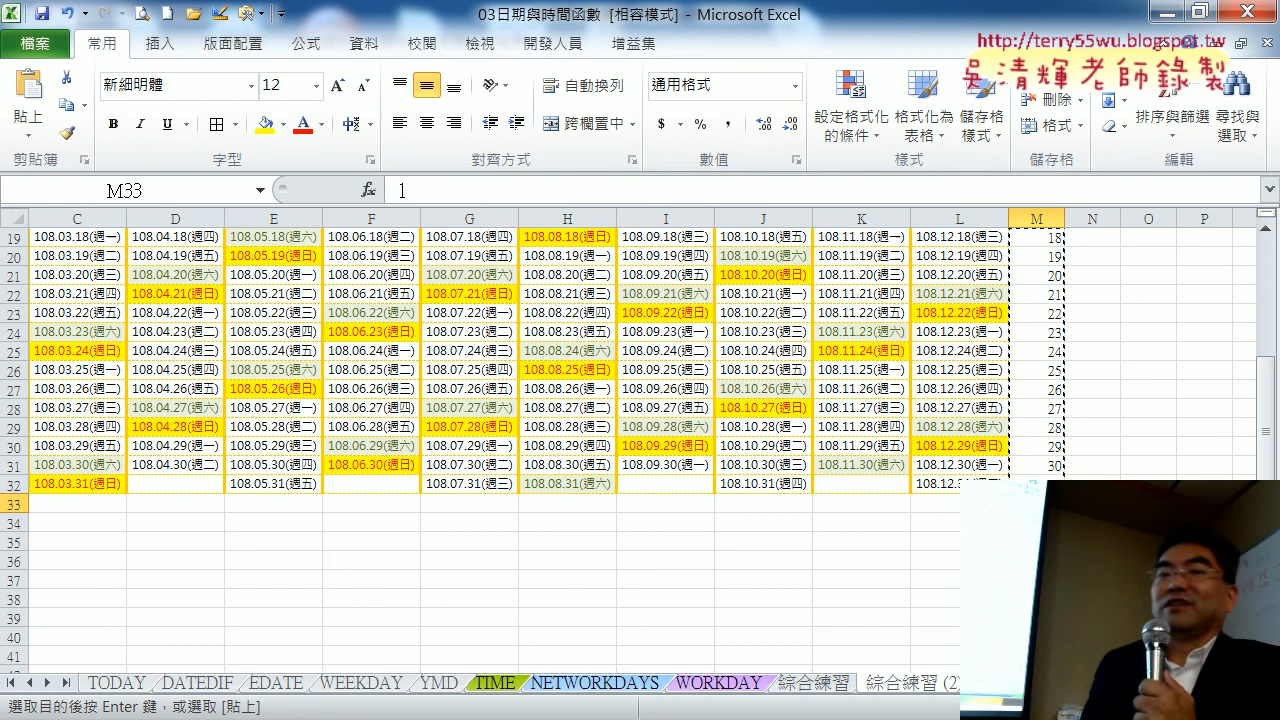 03日期與時間函數 [相容模式] - Microsoft Excel
http://terry55wu.blogspot.tw
吳清輝老師錄製
檔案 常用 插入 版面配置 公式 資料 校閱 檢視 開發人員 增益集
新細明體 12 自動換列 通用格式 刪除
貼上 B I U A 跨欄置中 $ % , 設定格式化的條件 格式化為表格 儲存格樣式 格式 排序與篩選 尋找與選取
剪貼簿 字型 對齊方式 數值 樣式 儲存格 編輯
M33 fx 1
C D E F G H I J K L M N O P
19 108.03.18(週一) 108.04.18(週四) 108.05.18(週六) 108.06.18(週二) 108.07.18(週四) 108.08.18(週日) 108.09.18(週三) 108.10.18(週五) 108.11.18(週一) 108.12.18(週三) 18
20 108.03.19(週二) 108.04.19(週五) 108.05.19(週日) 108.06.19(週三) 108.07.19(週五) 108.08.19(週一) 108.09.19(週四) 108.10.19(週六) 108.11.19(週二) 108.12.19(週四) 19
21 108.03.20(週三) 108.04.20(週六) 108.05.20(週一) 108.06.20(週四) 108.07.20(週六) 108.08.20(週二) 108.09.20(週五) 108.10.20(週日) 108.11.20(週三) 108.12.20(週五) 20
22 108.03.21(週四) 108.04.21(週日) 108.05.21(週二) 108.06.21(週五) 108.07.21(週日) 108.08.21(週三) 108.09.21(週六) 108.10.21(週一) 108.11.21(週四) 108.12.21(週六) 21
23 108.03.22(週五) 108.04.22(週一) 108.05.22(週三) 108.06.22(週六) 108.07.22(週一) 108.08.22(週四) 108.09.22(週日) 108.10.22(週二) 108.11.22(週五) 108.12.22(週日) 22
24 108.03.23(週六) 108.04.23(週二) 108.05.23(週四) 108.06.23(週日) 108.07.23(週二) 108.08.23(週五) 108.09.23(週一) 108.10.23(週三) 108.11.23(週六) 108.12.23(週一) 23
25 108.03.24(週日) 108.04.24(週三) 108.05.24(週五) 108.06.24(週一) 108.07.24(週三) 108.08.24(週六) 108.09.24(週二) 108.10.24(週四) 108.11.24(週日) 108.12.24(週二) 24
26 108.03.25(週一) 108.04.25(週四) 108.05.25(週六) 108.06.25(週二) 108.07.25(週四) 108.08.25(週日) 108.09.25(週三) 108.10.25(週五) 108.11.25(週一) 108.12.25(週三) 25
27 108.03.26(週二) 108.04.26(週五) 108.05.26(週日) 108.06.26(週三) 108.07.26(週五) 108.08.26(週一) 108.09.26(週四) 108.10.26(週六) 108.11.26(週二) 108.12.26(週四) 26
28 108.03.27(週三) 108.04.27(週六) 108.05.27(週一) 108.06.27(週四) 108.07.27(週六) 108.08.27(週二) 108.09.27(週五) 108.10.27(週日) 108.11.27(週三) 108.12.27(週五) 27
29 108.03.28(週四) 108.04.28(週日) 108.05.28(週二) 108.06.28(週五) 108.07.28(週日) 108.08.28(週三) 108.09.28(週六) 108.10.28(週一) 108.11.28(週四) 108.12.28(週六) 28
30 108.03.29(週五) 108.04.29(週一) 108.05.29(週三) 108.06.29(週六) 108.07.29(週一) 108.08.29(週四) 108.09.29(週日) 108.10.29(週二) 108.11.29(週五) 108.12.29(週日) 29
31 108.03.30(週六) 108.04.30(週二) 108.05.30(週四) 108.06.30(週日) 108.07.30(週二) 108.08.30(週五) 108.09.30(週一) 108.10.30(週三) 108.11.30(週六) 108.12.30(週一) 30
32 108.03.31(週日) 108.05.31(週五) 108.07.31(週三) 108.08.31(週六) 108.10.31(週四) 108.12.3
33
34
35
36
37
38
39
40
41
TODAY DATEDIF EDATE WEEKDAY YMD TIME NETWORKDAYS WORKDAY 綜合練習 綜合練習 (2
選取目的後按 Enter 鍵，或選取 [貼上]